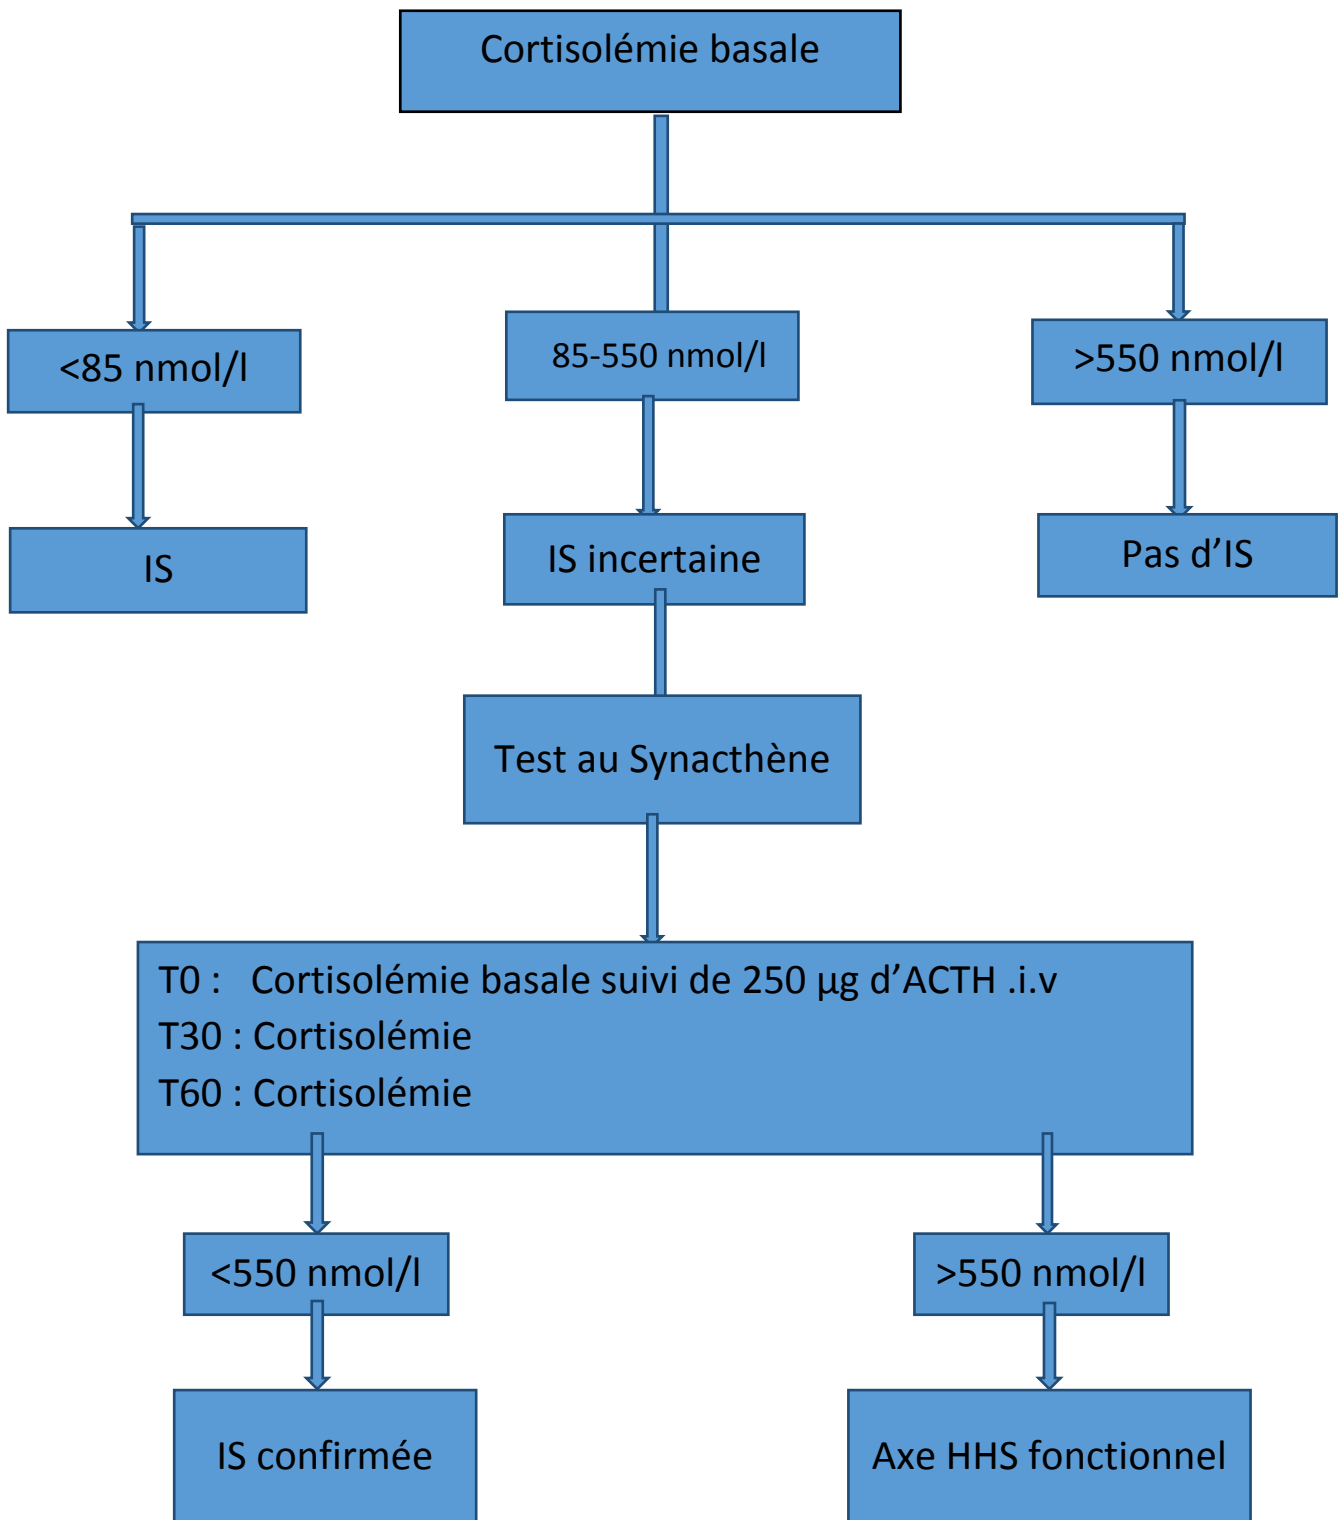 Cortisolémie basale
<85 nmol/l
85-550 nmol/l
>550 nmol/l
IS
IS incertaine
Pas d’IS
Test au Synacthène
T0 : Cortisolémie basale suivi de 250 µg d’ACTH .i.v
T30 : Cortisolémie
T60 : Cortisolémie
<550 nmol/l
>550 nmol/l
IS confirmée
Axe HHS fonctionnel